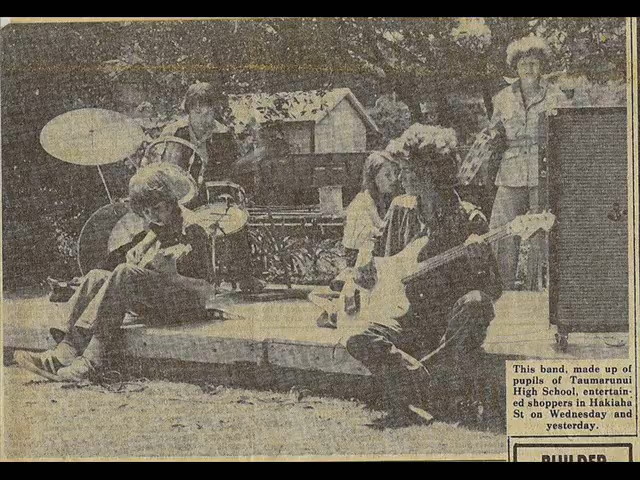 This band, made up of
pupils of Taumarunui
High School, entertain-
ed shoppers in Hakiaha
St on Wednesday and
yesterday.
BUILDER